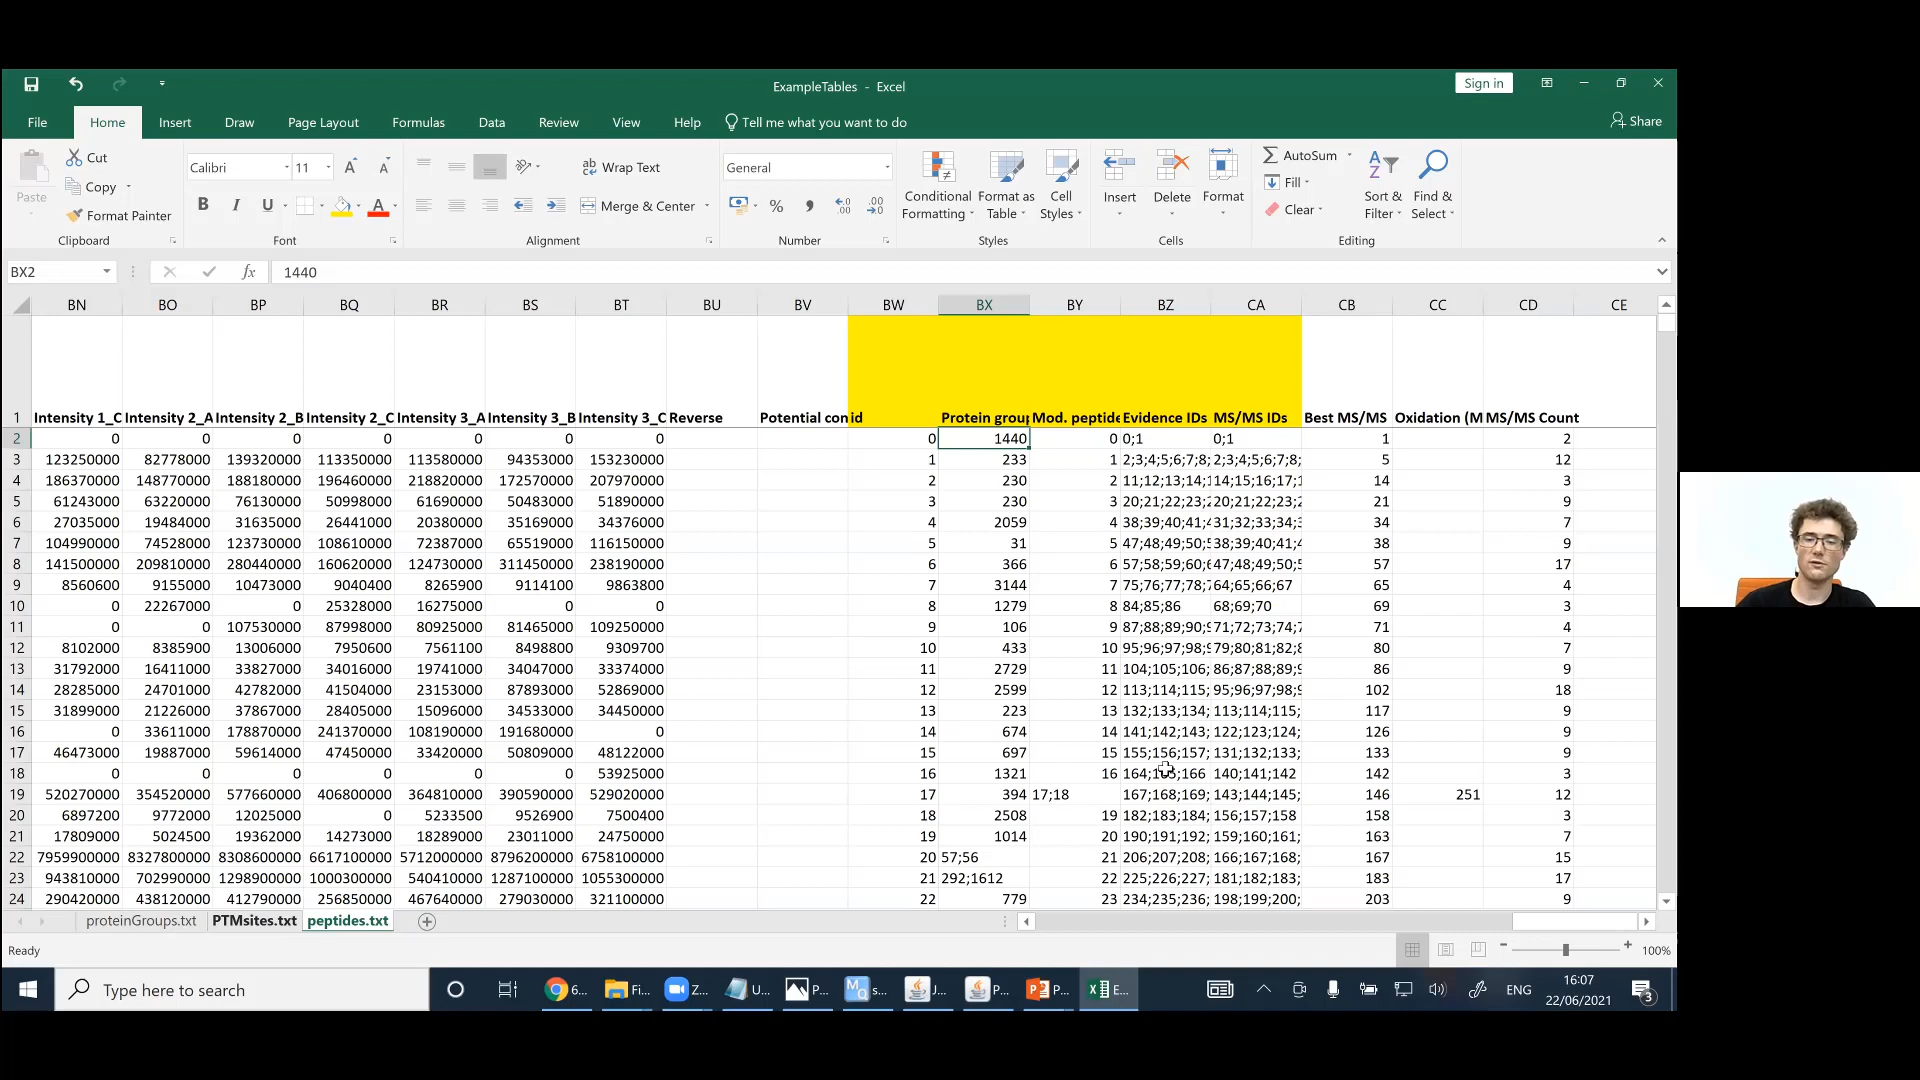 ExampleTables - Excel
Sign in
File Home Insert Draw Page Layout Formulas Data Review View Help Tell me what you want to do Share
Paste
Cut
Copy
Format Painter
Clipboard
Calibri 11
B I U A
Font
Wrap Text
Merge & Center
Alignment
General
Number
Conditional Formatting
Format as Table
Cell Styles
Styles
Insert Delete Format
Cells
AutoSum
Fill
Clear
Sort & Filter
Find & Select
Editing
BX2 fx 1440
BN BO BP BQ BR BS BT BU BV BW BX BY BZ CA CB CC CD CE
1 Intensity 1_C Intensity 2_A Intensity 2_B Intensity 2_C Intensity 3_A Intensity 3_B Intensity 3_C Reverse Potential con id Protein group Mod. peptide Evidence IDs MS/MS IDs Best MS/MS Oxidation (M MS/MS Count
2 0 0 0 0 0 0 0 0 1440 0 0;1 0;1 1 2
3 123250000 82778000 139320000 113350000 113580000 94353000 153230000 1 233 1 2;3;4;5;6;7;8; 2;3;4;5;6;7;8; 5 12
4 186370000 148770000 188180000 196460000 218820000 172570000 207970000 2 230 2 11;12;13;14;1 14;15;16;17;1 14 3
5 61243000 63220000 76130000 50998000 61690000 50483000 51890000 3 230 3 20;21;22;23;2 20;21;22;23;2 21 9
6 27035000 19484000 31635000 26441000 20380000 35169000 34376000 4 2059 4 38;39;40;41;4 31;32;33;34;3 34 7
7 104990000 74528000 123730000 108610000 72387000 65519000 116150000 5 31 5 47;48;49;50;5 38;39;40;41;4 38 9
8 141500000 209810000 280440000 160620000 124730000 311450000 238190000 6 366 6 57;58;59;60;6 47;48;49;50;5 57 17
9 8560600 9155000 10473000 9040400 8265900 9114100 9863800 7 3144 7 75;76;77;78;7 64;65;66;67 65 4
10 0 22267000 0 25328000 16275000 0 0 8 1279 8 84;85;86 68;69;70 69 3
11 0 0 107530000 87998000 80925000 81465000 109250000 9 106 9 87;88;89;90;9 71;72;73;74;7 71 4
12 8102000 8385900 13006000 7950600 7561100 8498800 9309700 10 433 10 95;96;97;98;9 79;80;81;82;8 80 7
13 31792000 16411000 33827000 34016000 19741000 34047000 33374000 11 2729 11 104;105;106; 86;87;88;89;9 86 9
14 28285000 24701000 42782000 41504000 23153000 87893000 52869000 12 2599 12 113;114;115; 95;96;97;98;9 102 18
15 31899000 21226000 37867000 28405000 15096000 34533000 34450000 13 223 13 132;133;134; 113;114;115; 117 9
16 0 33611000 178870000 241370000 108190000 191680000 0 14 674 14 141;142;143; 122;123;124; 126 9
17 46473000 19887000 59614000 47450000 33420000 50809000 48122000 15 697 15 155;156;157; 131;132;133; 133 9
18 0 0 0 0 0 0 53925000 16 1321 16 140;141;142 142 3
19 520270000 354520000 577660000 406800000 364810000 390590000 529020000 17 394 17;18 167;168;169; 143;144;145; 146 251 12
20 6897200 9772000 12025000 0 5233500 9526900 7500400 18 2508 19 182;183;184; 156;157;158 158 3
21 17809000 5024500 19362000 14273000 18289000 23011000 24750000 19 1014 20 190;191;192; 159;160;161; 163 7
22 7959900000 8327800000 8308600000 6617100000 5712000000 8796200000 6758100000 20 57;56 21 206;207;208; 166;167;168; 167 15
23 943810000 702990000 1298900000 1000300000 540410000 1287100000 1055300000 21 292;1612 22 225;226;227; 181;182;183; 183 17
24 290420000 438120000 412790000 256850000 467640000 279030000 321100000 22 779 23 234;235;236; 198;199;200; 203 9
proteinGroups.txt PTMsites.txt peptides.txt
Ready 100%
Type here to search 6... Fi... Z... U... P... s... J... P... P... E... ENG 16:07
22/06/2021 3